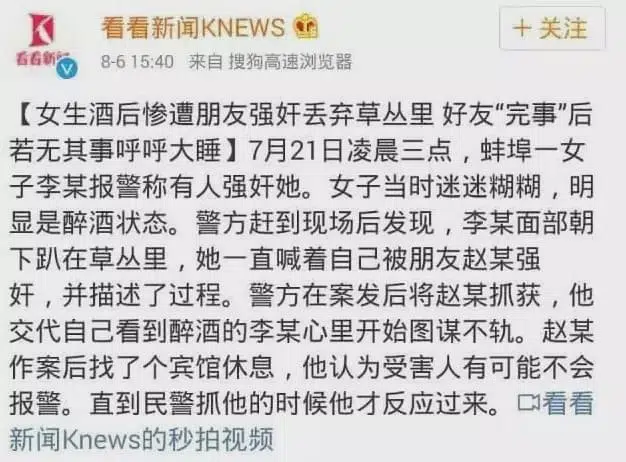 看看新闻KNEWS
+ 关注
8-6 15:40 来自 搜狗高速浏览器
看看新闻
【女生酒后惨遭朋友强奸丢弃草丛里 好友“完事”后
若无其事呼呼大睡】7月21日凌晨三点，蚌埠一女
子李某报警称有人强奸她。女子当时迷迷糊糊，明
显是醉酒状态。警方赶到现场后发现，李某面部朝
下趴在草丛里，她一直喊着自己被朋友赵某强
奸，并描述了过程。警方在案发后将赵某抓获，他
交代自己看到醉酒的李某心里开始图谋不轨。赵某
作案后找了个宾馆休息，他认为受害人有可能不会
报警。直到民警抓他的时候他才反应过来。看看
新闻Knews的秒拍视频